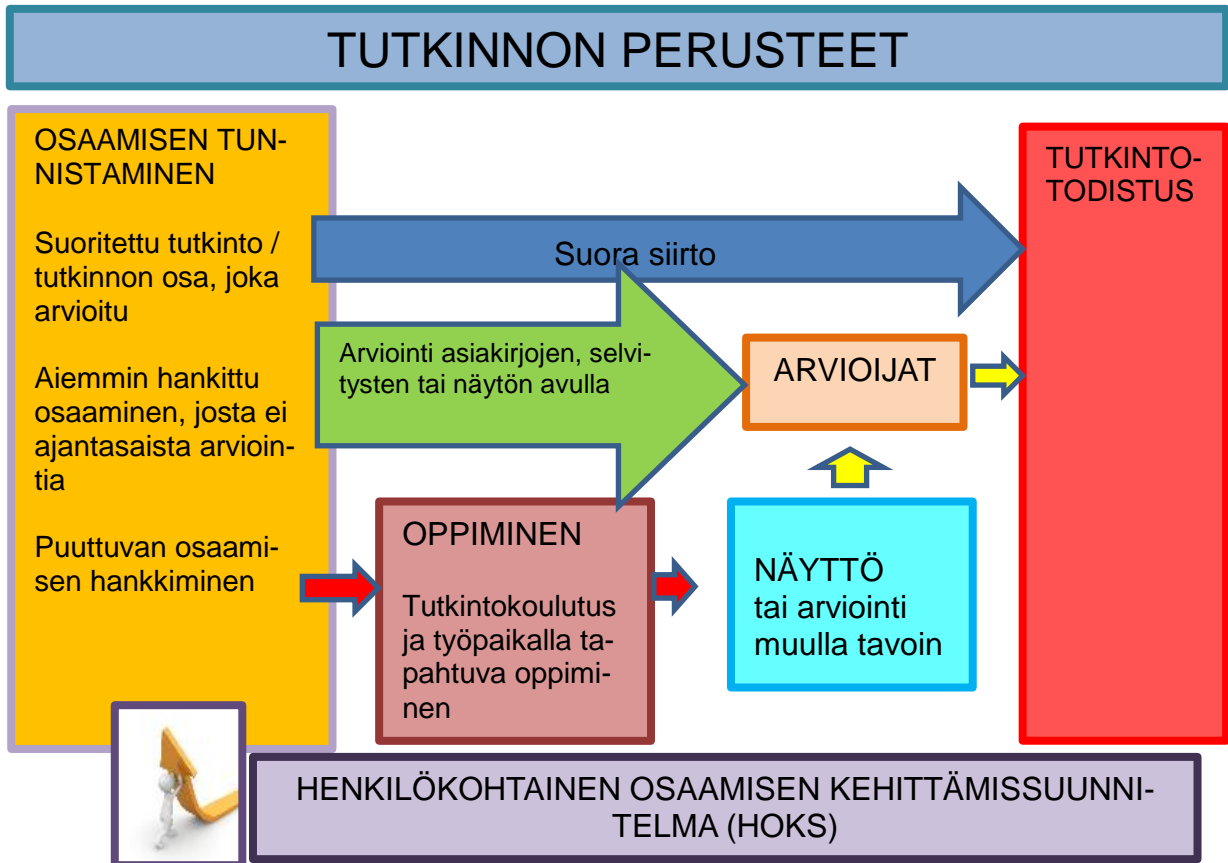 TUTKINNON PERUSTEET
OSAAMISEN TUN-
NISTAMINEN
Suoritettu tutkinto /
tutkinnon osa, joka
arvioitu
Aiemmin hankittu
osaaminen, josta ei
ajantasaista arvioin-
tia
Puuttuvan osaami-
sen hankkiminen
Suora siirto
Arviointi asiakirjojen, selvi-
tysten tai näytön avulla
ARVIOIJAT
TUTKINTO-
TODISTUS
OPPIMINEN
Tutkintokoulutus
ja työpaikalla ta-
pahtuva oppimi-
nen
NÄYTTÖ
tai arviointi
muulla tavoin
HENKILÖKOHTAINEN OSAAMISEN KEHITTÄMISSUUNNI-
TELMA (HOKS)